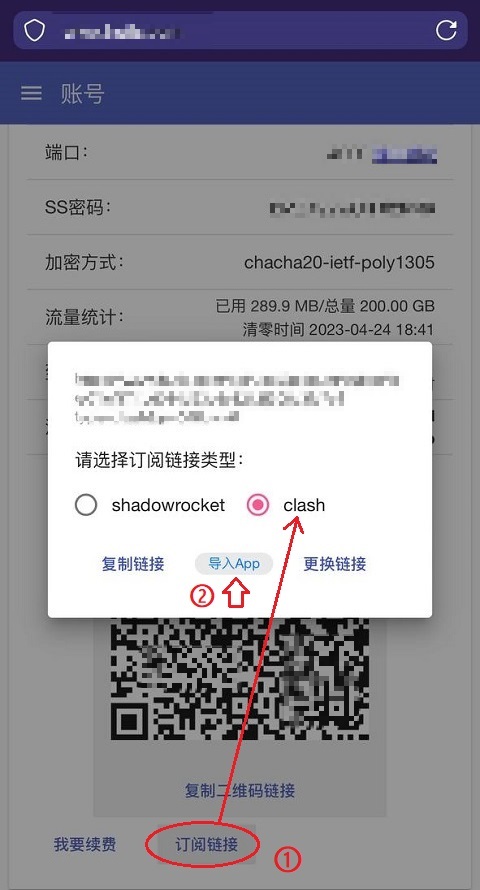 账号
端口：
SS密码：
加密方式： chacha20-ietf-poly1305
流量统计： 已用 289.9 MB/总量 200.00 GB
清零时间 2023-04-24 18:41
请选择订阅链接类型：
shadowrocket clash
复制链接 导入App 更换链接
②
复制二维码链接
我要续费 订阅链接
①